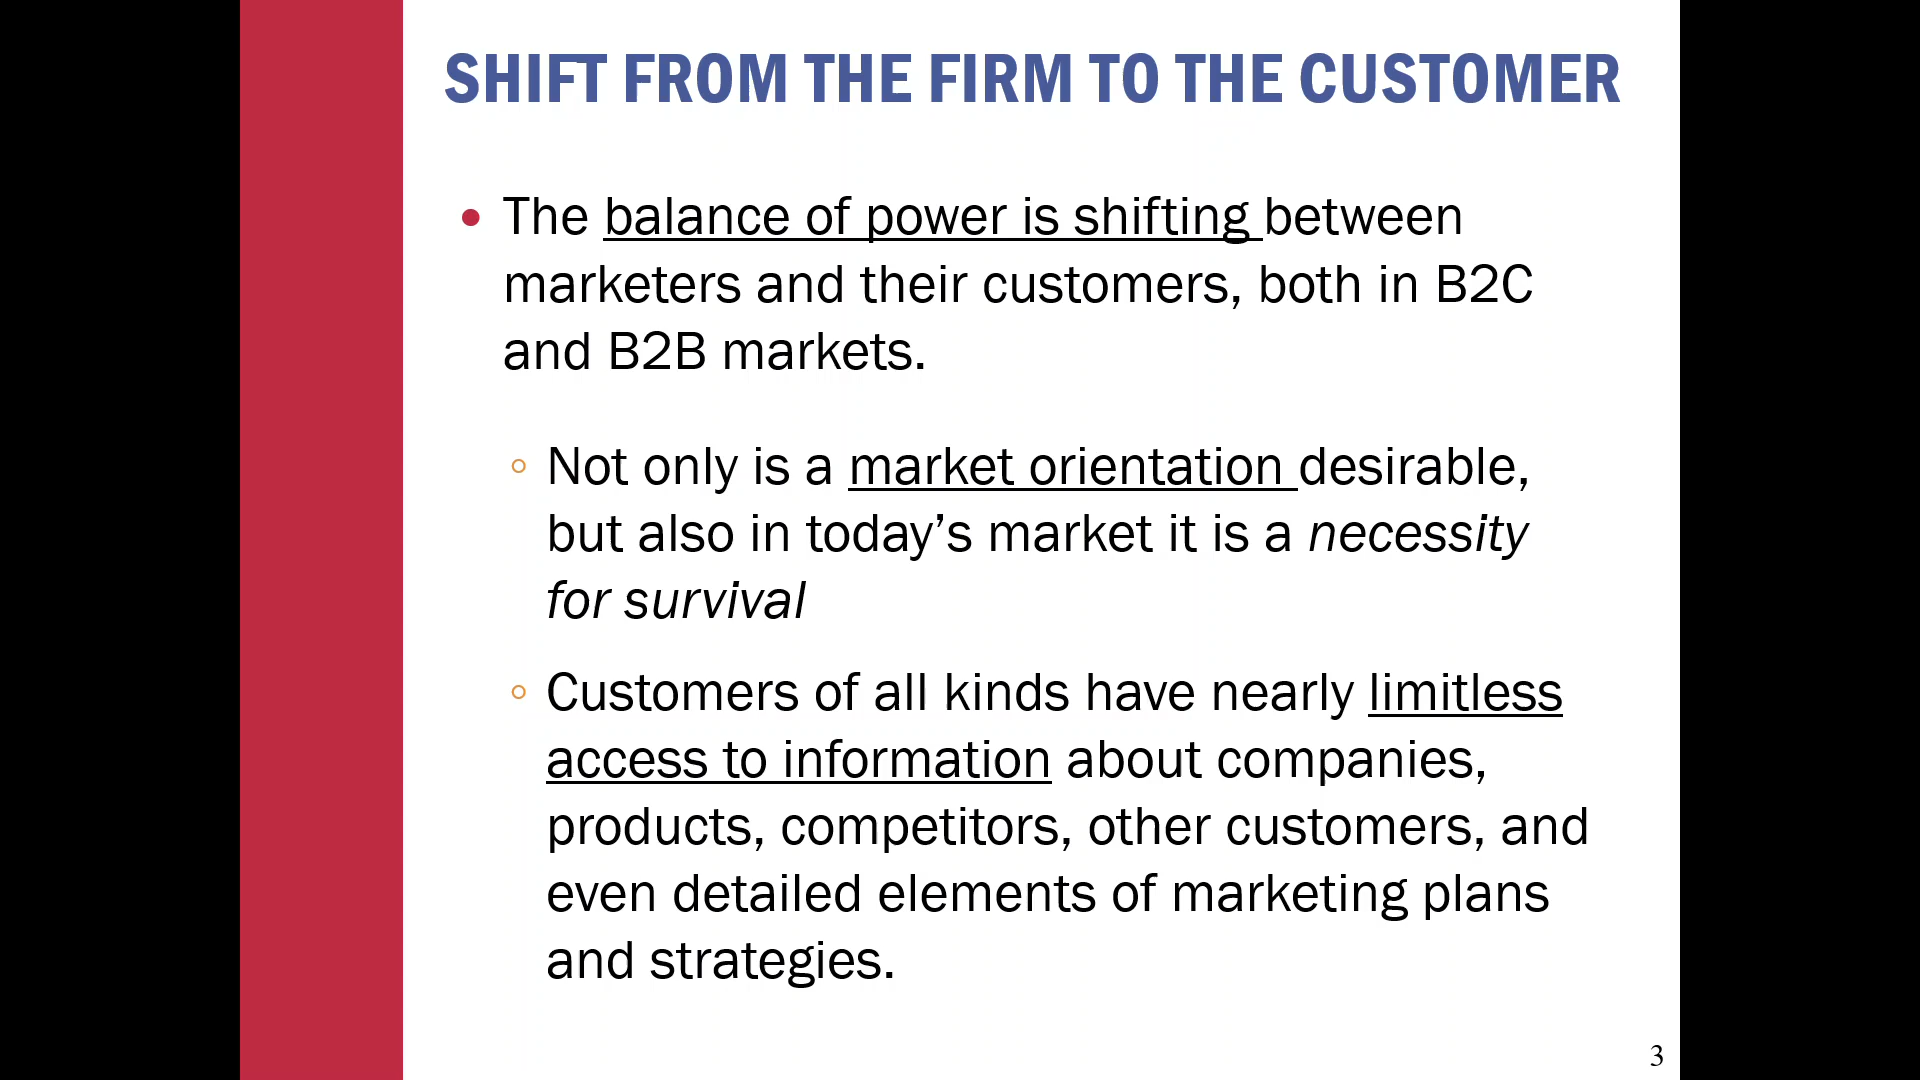 SHIFT FROM THE FIRM TO THE CUSTOMER
• The balance of power is shifting between
marketers and their customers, both in B2C
and B2B markets.
◦ Not only is a market orientation desirable,
but also in today’s market it is a necessity
for survival
◦ Customers of all kinds have nearly limitless
access to information about companies,
products, competitors, other customers, and
even detailed elements of marketing plans
and strategies.
3